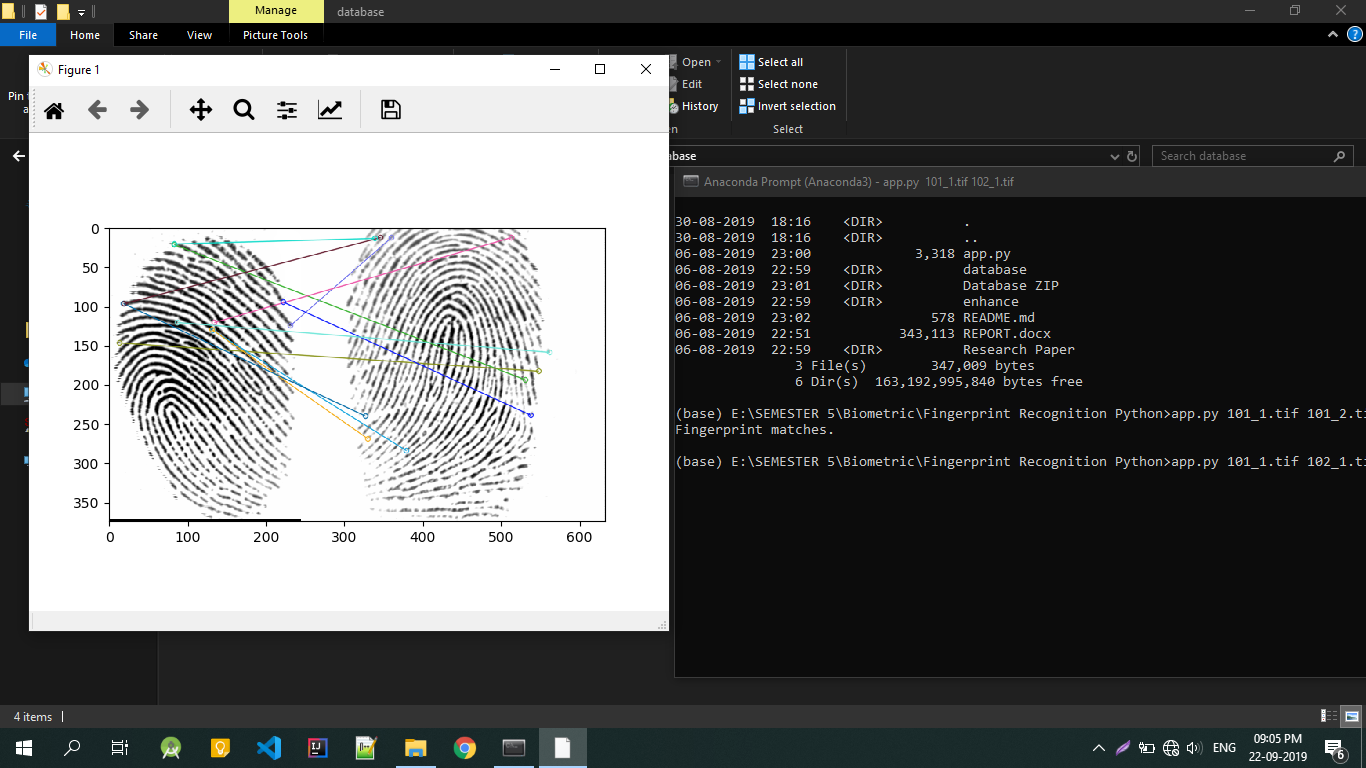 Manage
database
File
Home
Share
View
Picture Tools
Open
Edit
History
Select all
Select none
Invert selection
Select
Pin
Figure 1
base
Search database
Anaconda Prompt (Anaconda3) - app.py 101_1.tif 102_1.tif
30-08-2019 18:16 <DIR> .
30-08-2019 18:16 <DIR> ..
06-08-2019 23:00 3,318 app.py
06-08-2019 22:59 <DIR> database
06-08-2019 23:01 <DIR> Database ZIP
06-08-2019 22:59 <DIR> enhance
06-08-2019 23:02 578 README.md
06-08-2019 22:51 343,113 REPORT.docx
06-08-2019 22:59 <DIR> Research Paper
3 File(s) 347,009 bytes
6 Dir(s) 163,192,995,840 bytes free
(base) E:\SEMESTER 5\Biometric\Fingerprint Recognition Python>app.py 101_1.tif 101_2.ti
Fingerprint matches.
(base) E:\SEMESTER 5\Biometric\Fingerprint Recognition Python>app.py 101_1.tif 102_1.ti
0
50
100
150
200
250
300
350
0 100 200 300 400 500 600
4 items
ENG
09:05 PM
22-09-2019
6